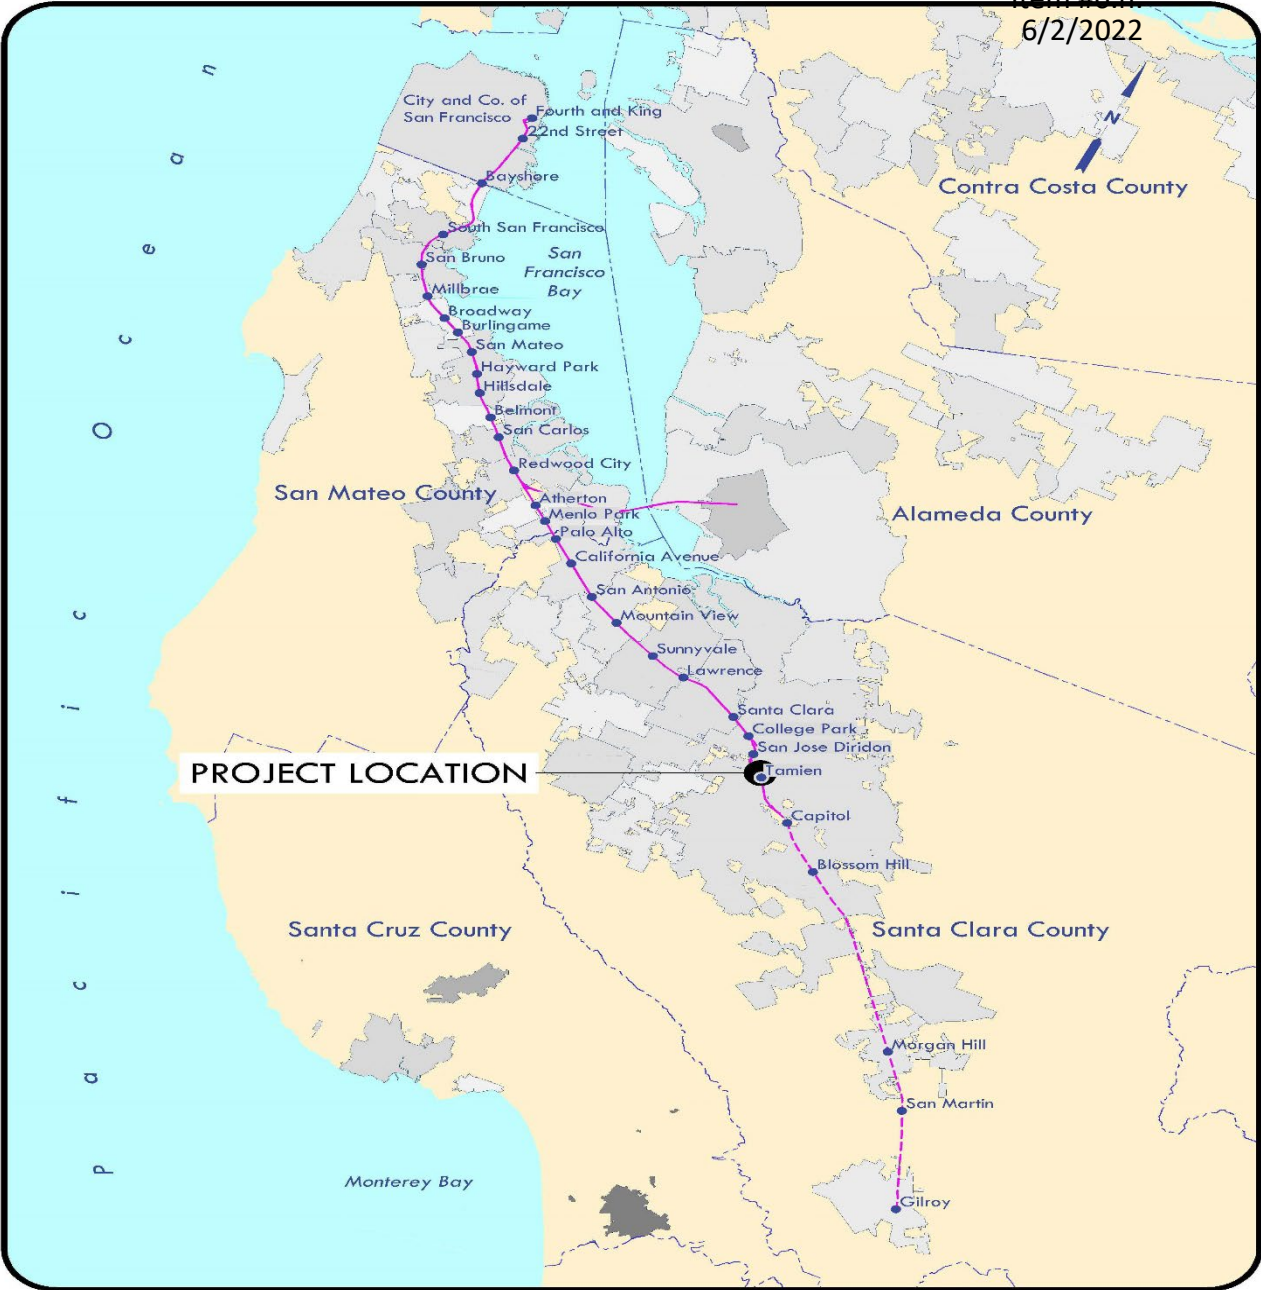 6/2/2022
City and Co. of
San Francisco
Fourth and King
22nd Street
N
Bayshore
Contra Costa County
South San Francisco
San
Francisco
Bay
San Bruno
Millbrae
Broadway
Burlingame
San Mateo
Hayward Park
Hillsdale
Belmont
San Carlos
Redwood City
San Mateo County
Atherton
Menlo Park
Alameda County
Palo Alto
California Avenue
San Antonio
Mountain View
Sunnyvale
Lawrence
Santa Clara
College Park
San Jose Diridon
PROJECT LOCATION
Tamien
Capitol
Blossom Hill
Santa Cruz County
Santa Clara County
Morgan Hill
San Martin
Monterey Bay
Gilroy
Pacific Ocean